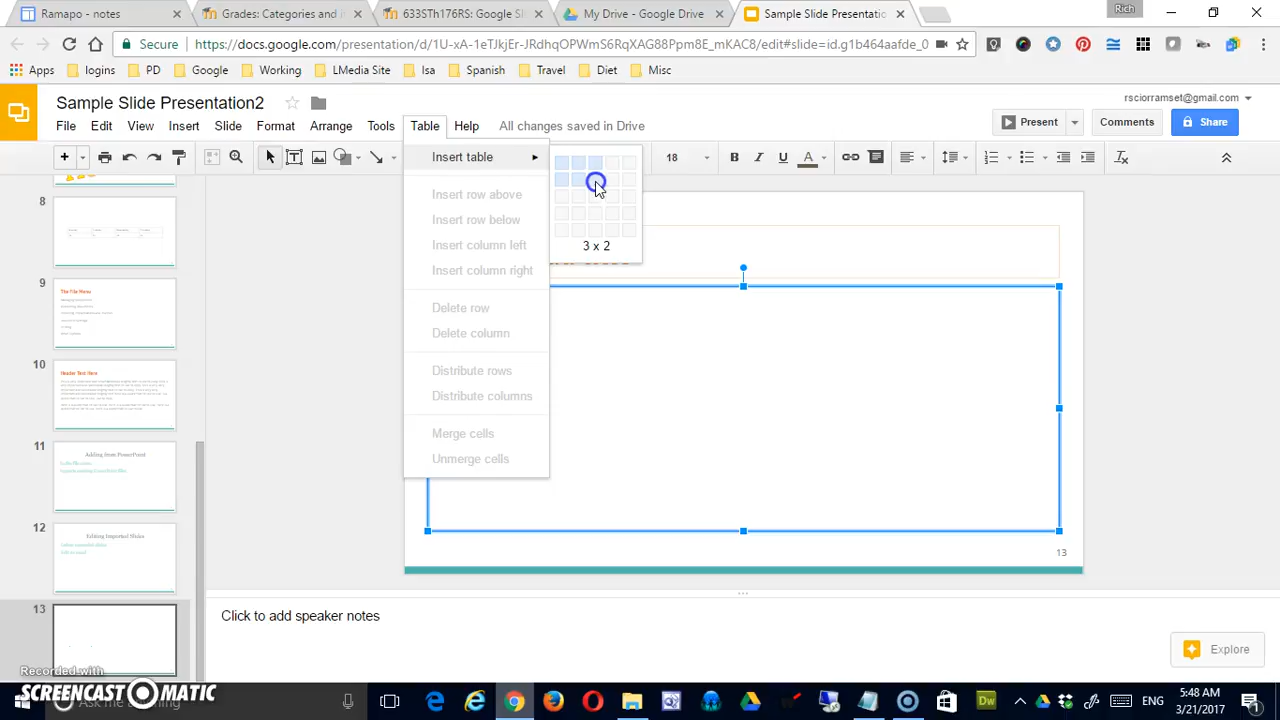 Ramapo - notes
Grades: Categories and i
633STh176RS: Google Sl
My Drive - Google Drive
Sample Slide Presentatio
Rich
Secure
https://docs.google.com/presentation/d/1U-xA-1eTJkjEr-JRdhqOPWmS6RqXAG88Ppm8E_mKAC8/edit#slide=id.g1b464aafde_0
Apps
logins
PD
Google
Working
LMedia Site
Isa
Spanish
Travel
Diet
Misc
Sample Slide Presentation2
rsciorramset@gmail.com
File Edit View Insert Slide Format Arrange Tools Table Help All changes saved in Drive
Present
Comments
Share
Insert table
18
B I U A
3 x 2
Insert row above
Insert row below
Insert column left
Insert column right
Delete row
Delete column
Distribute rows
Distribute columns
Merge cells
Unmerge cells
8
9
10
Header Text Here
11
Adding from PowerPoint
12
Editing Imported Slides
13
13
Click to add speaker notes
Explore
Recorded with
SCREENCAST MATIC
Ask me anything
Dw
ENG
5:48 AM
3/21/2017
1